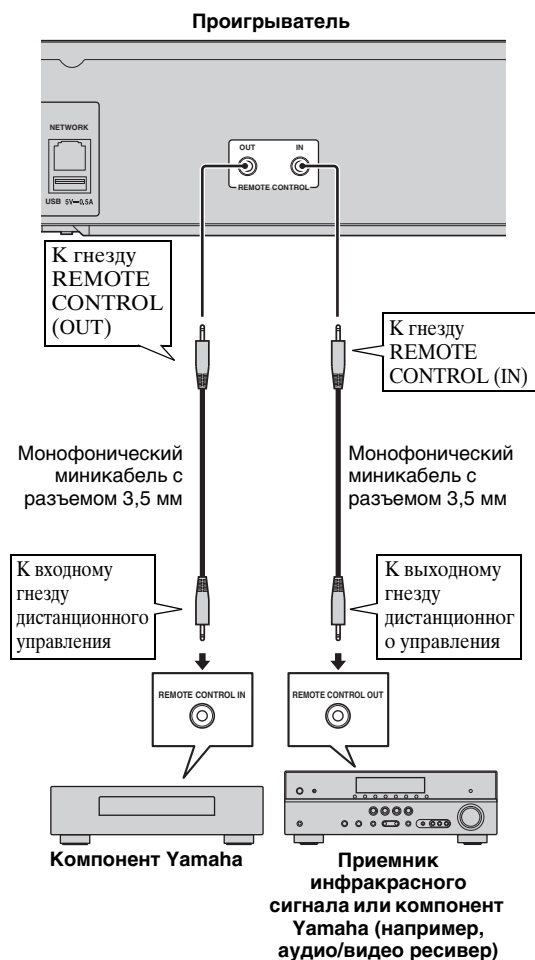 Проигрыватель
NETWORK
USB 5V⎓0.5A
OUT
IN
REMOTE CONTROL
К гнезду
REMOTE
CONTROL
(OUT)
К гнезду
REMOTE
CONTROL (IN)
Монофонический
миникабель с
разъемом 3,5 мм
Монофонический
миникабель с
разъемом 3,5 мм
К входному
гнезду
дистанционного
управления
К выходному
гнезду
дистанционног
о управления
REMOTE CONTROL IN
REMOTE CONTROL OUT
Компонент Yamaha
Приемник
инфракрасного
сигнала или компонент
Yamaha (например,
аудио/видео ресивер)